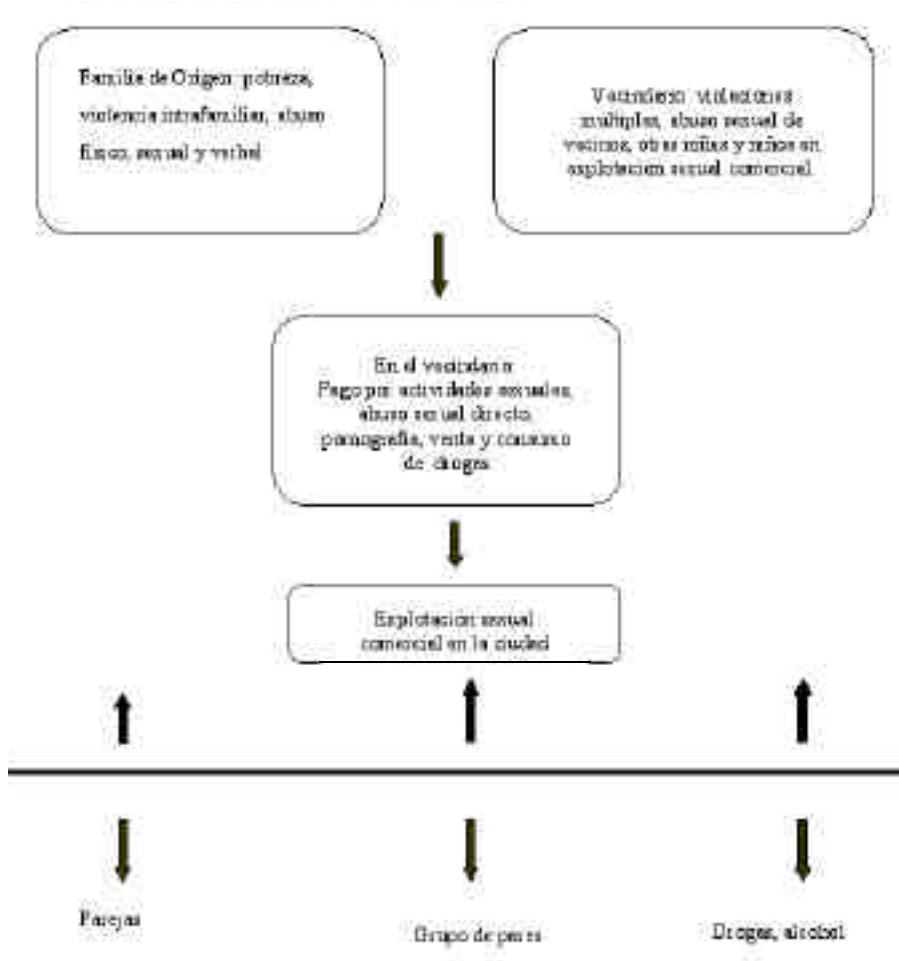 Familia de Origen pobreza,
violencia intrafamiliar, abuso
físico, sexual y verbal
Vecindario violaciones
multiples, abuso sexual de
vecinos, otras niñas y niños en
explotación sexual comercial
En el vecindario
Pago por actividades sexuales,
abuso sexual directo,
pornografía, venta y consumo
de drogas
Explotación sexual
comercial en la ciudad
Parejas
Grupo de pares
Drogas, alcohol